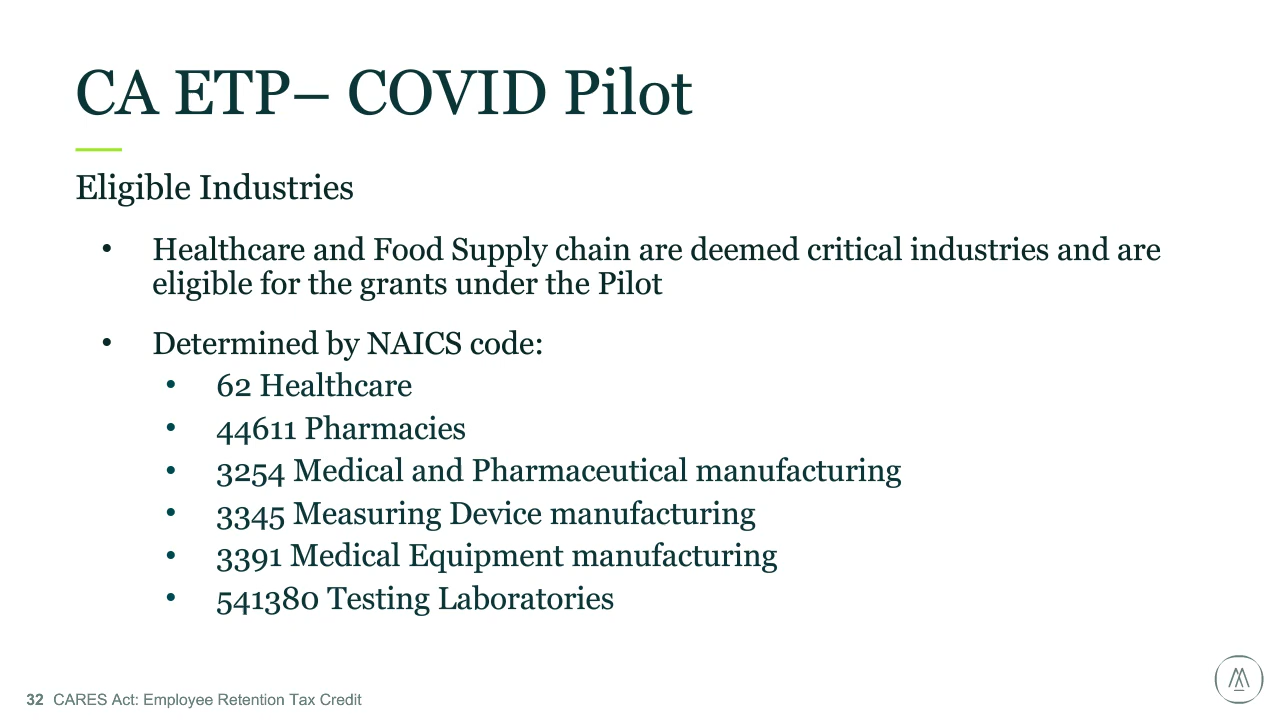 CA ETP– COVID Pilot
Eligible Industries
• Healthcare and Food Supply chain are deemed critical industries and are
eligible for the grants under the Pilot
• Determined by NAICS code:
• 62 Healthcare
• 44611 Pharmacies
• 3254 Medical and Pharmaceutical manufacturing
• 3345 Measuring Device manufacturing
• 3391 Medical Equipment manufacturing
• 541380 Testing Laboratories
32 CARES Act: Employee Retention Tax Credit